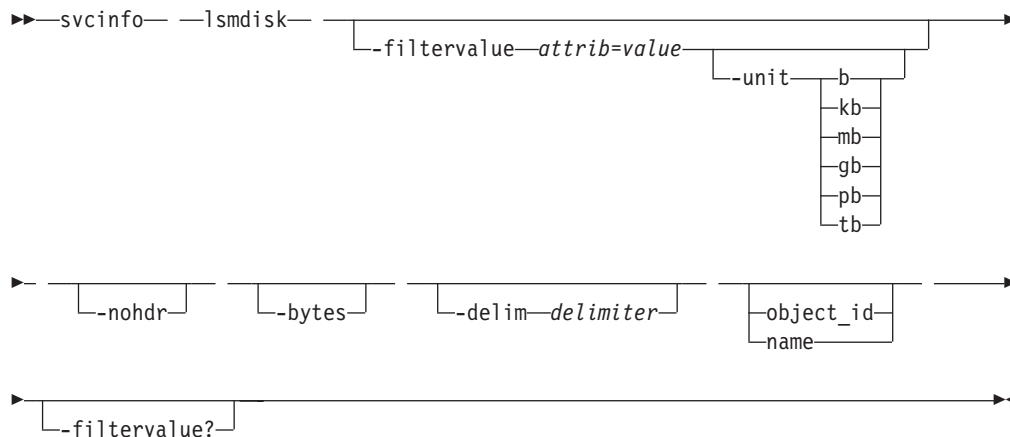 svcinfo lsmdisk
-filtervalue attrib=value
-unit b
kb
mb
gb
pb
tb
-nohdr -bytes -delim delimiter object_id
name
-filtervalue?